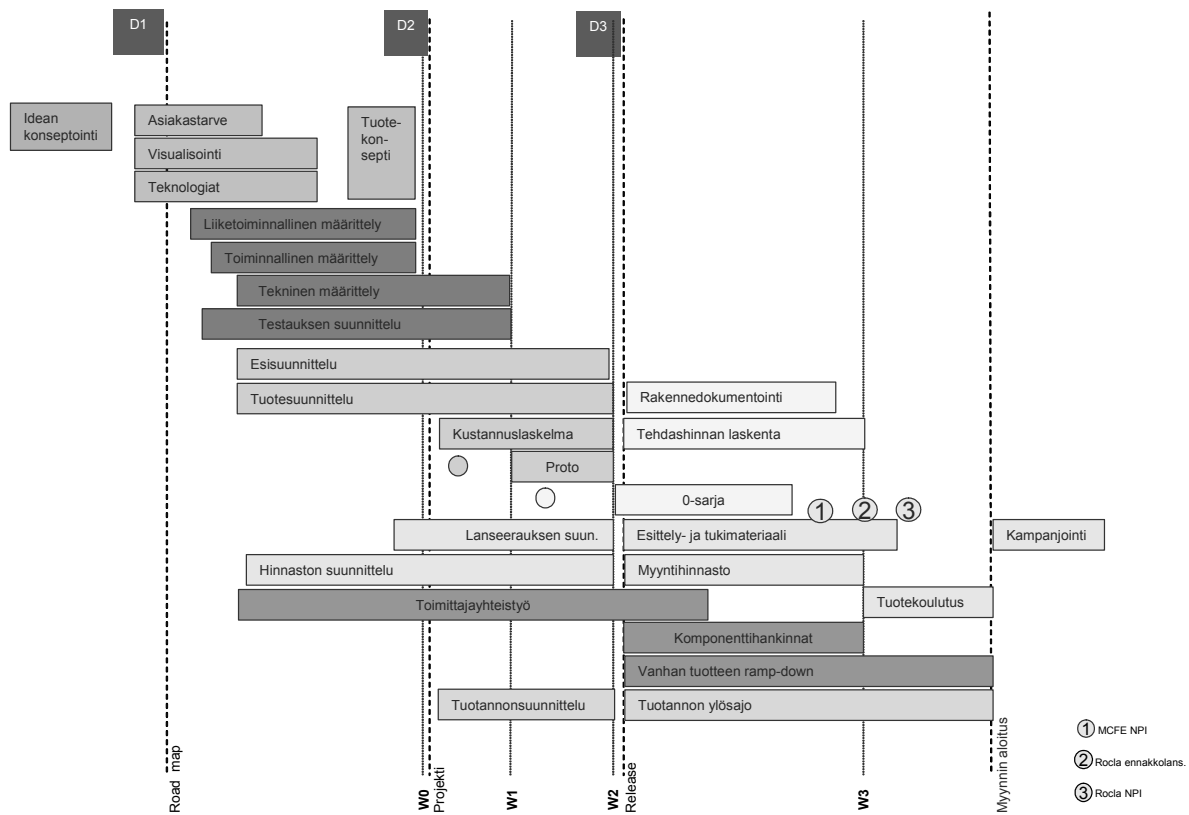 D1
D2
D3
Idean
konseptointi
Asiakastarve
Visualisointi
Teknologiat
Tuote-
kon-
septi
Liiketoiminnallinen määrittely
Toiminnallinen määrittely
Tekninen määrittely
Testauksen suunnittelu
Esisuunnittelu
Tuotesuunnittelu
Rakennedokumentointi
Kustannuslaskelma
Tehdashinnan laskenta
Proto
0-sarja
1
2
3
Lanseerauksen suun.
Esittely- ja tukimateriaali
Kampanjointi
Hinnaston suunnittelu
Myyntihinnasto
Toimittajayhteistyö
Tuotekoulutus
Komponenttihankinnat
Vanhan tuotteen ramp-down
Tuotannonsuunnittelu
Tuotannon ylösajo
Road map
W0
Projekti
W1
W2
Release
W3
Myynnin aloitus
1 MCFE NPI
2 Rocla ennakkolans.
3 Rocla NPI